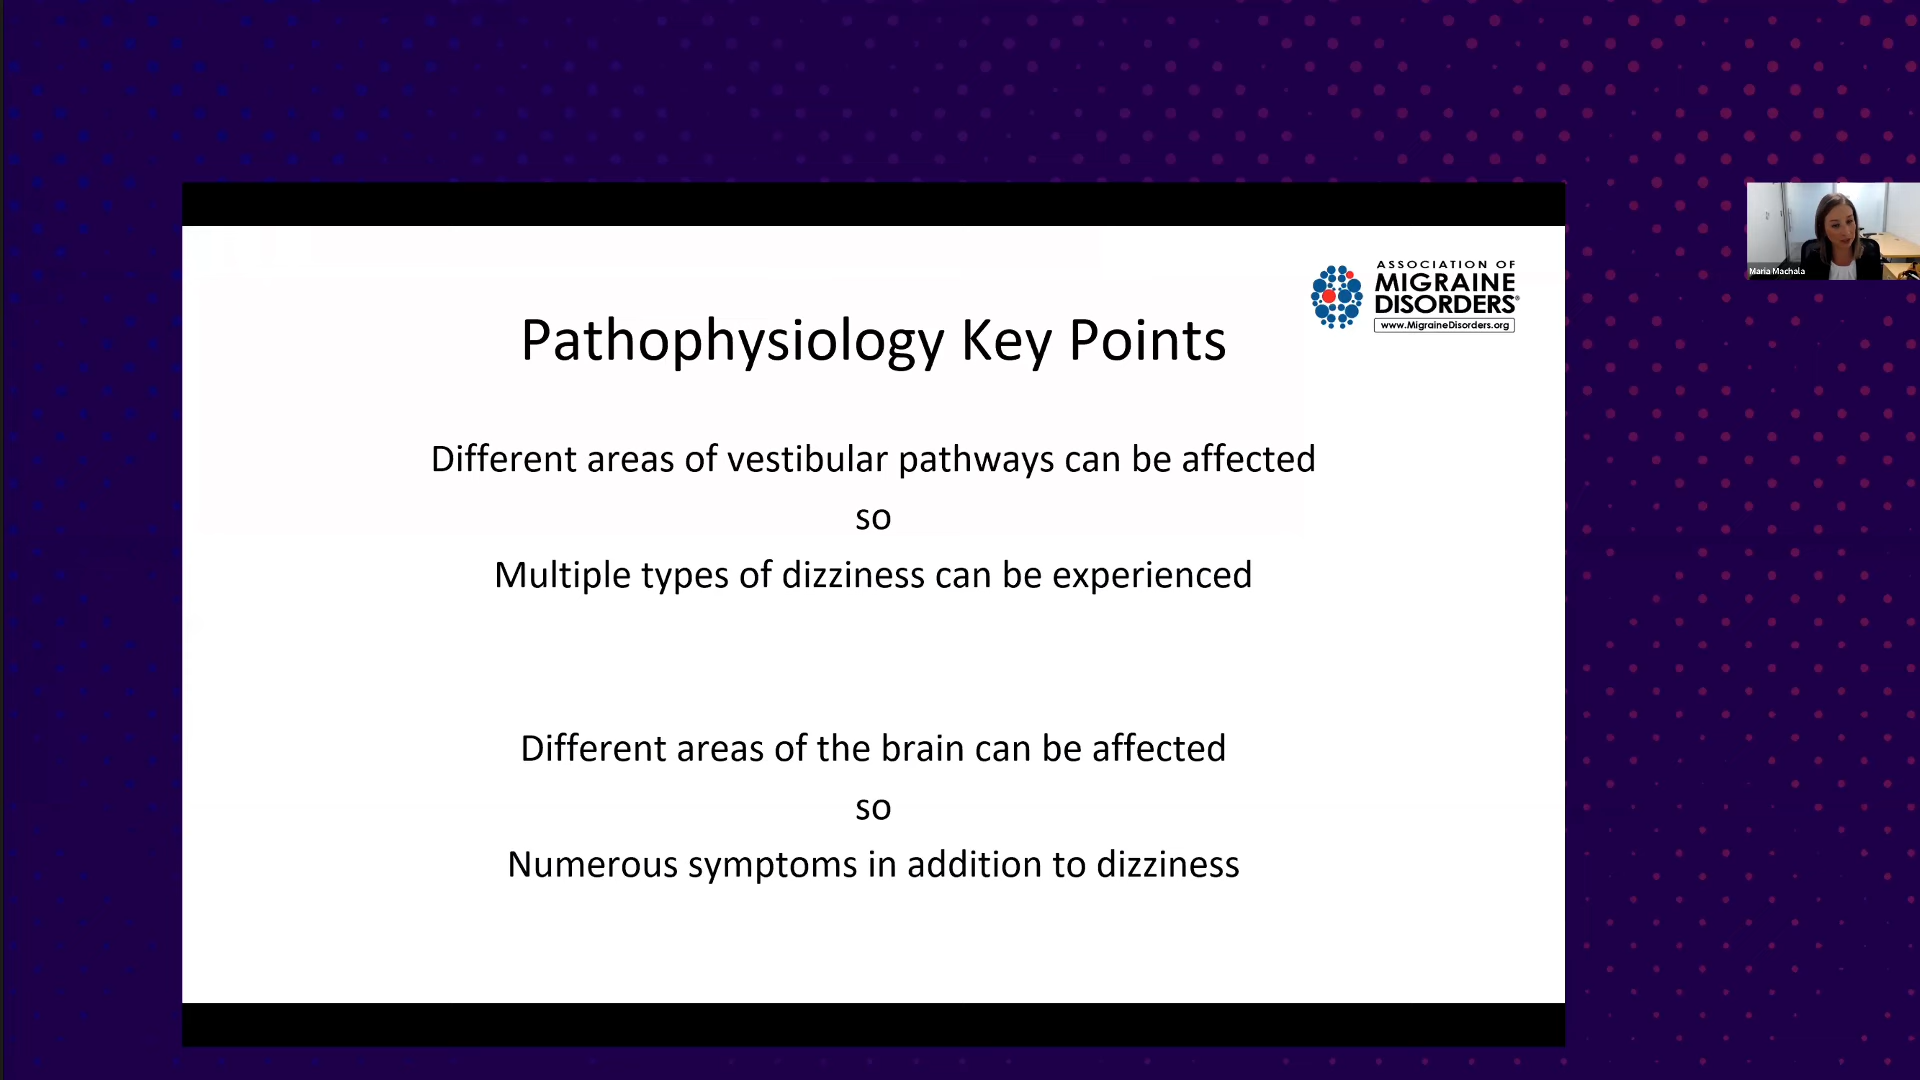 ASSOCIATION OF
MIGRAINE
DISORDERS®
www.MigraineDisorders.org
Pathophysiology Key Points
Different areas of vestibular pathways can be affected
so
Multiple types of dizziness can be experienced
Different areas of the brain can be affected
so
Numerous symptoms in addition to dizziness
Maria Machala